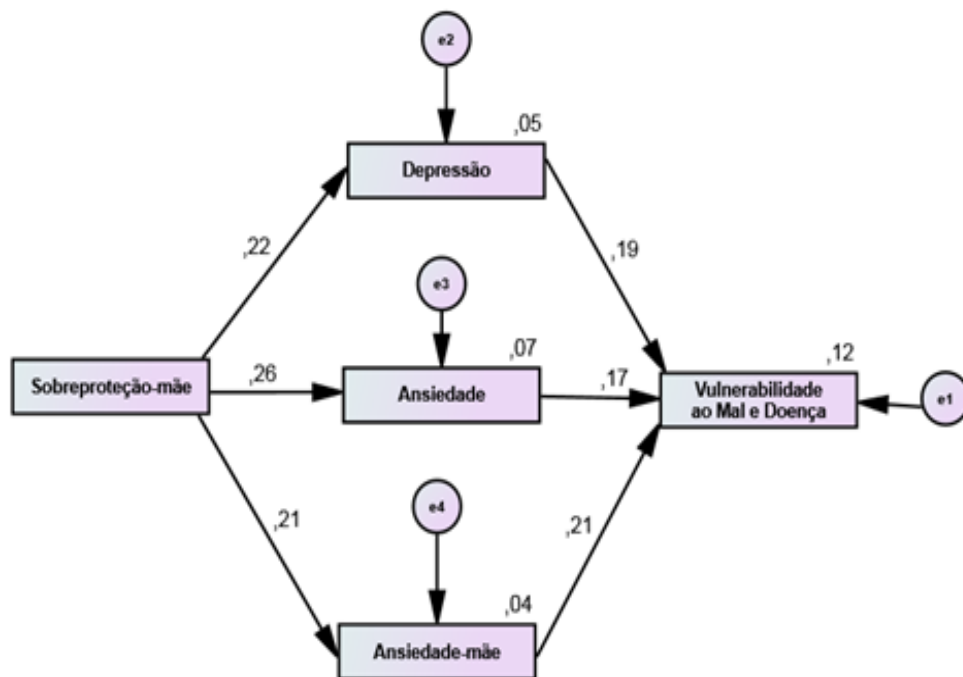 e2
,05
Depressão
,22
,19
e3
,07
,12
Sobreproteção-mãe
,26
Ansiedade
,17
Vulnerabilidade
ao Mal e Doença
e1
e4
,21
,21
,04
Ansiedade-mãe